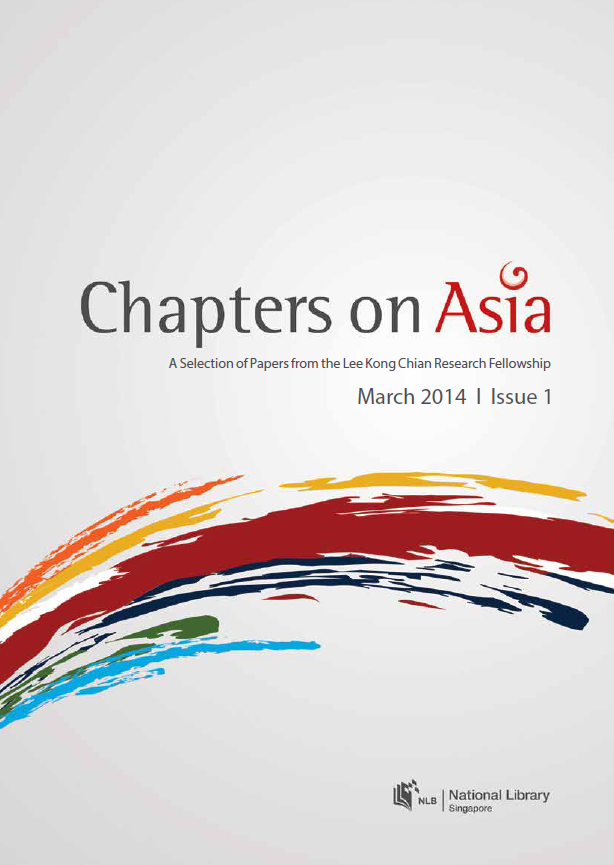 Chapters on Asia
A Selection of Papers from the Lee Kong Chian Research Fellowship
March 2014 | Issue 1
NLB | National Library
Singapore